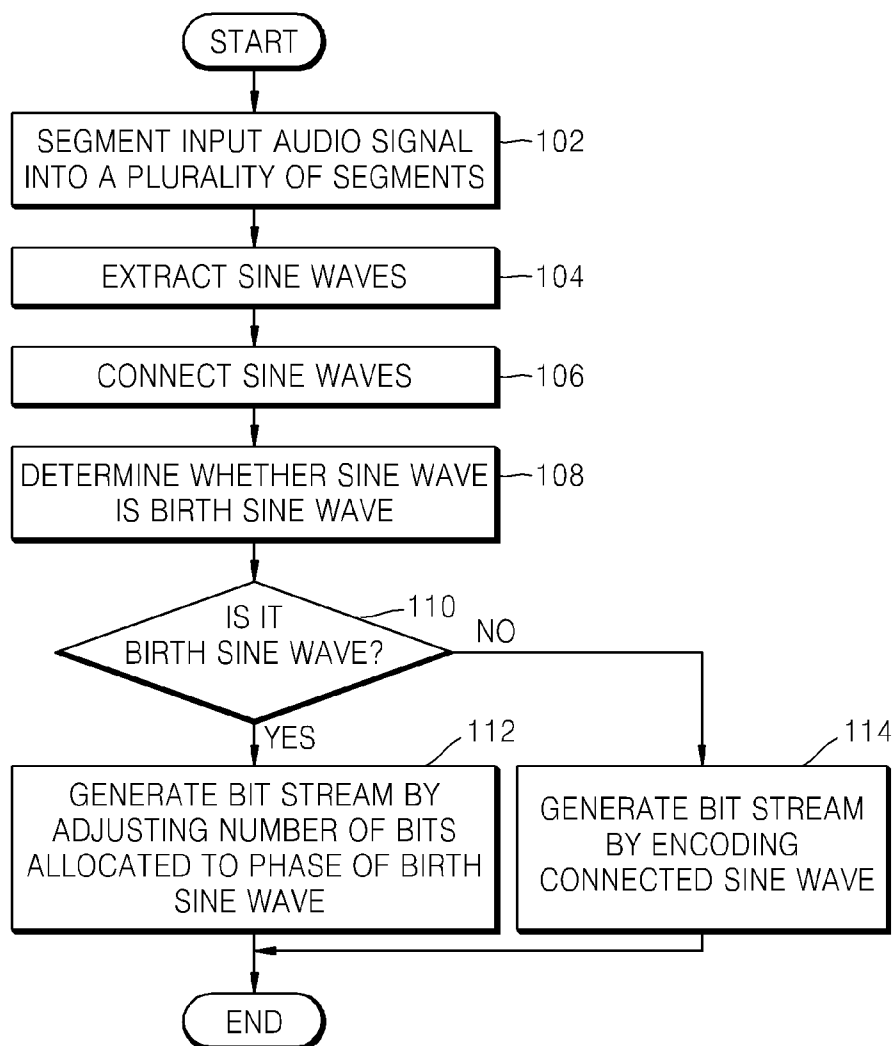 START
SEGMENT INPUT AUDIO SIGNAL
INTO A PLURALITY OF SEGMENTS
102
EXTRACT SINE WAVES
104
CONNECT SINE WAVES
106
DETERMINE WHETHER SINE WAVE
IS BIRTH SINE WAVE
108
IS IT
BIRTH SINE WAVE?
110
NO
YES
112
GENERATE BIT STREAM BY
ADJUSTING NUMBER OF BITS
ALLOCATED TO PHASE OF BIRTH
SINE WAVE
114
GENERATE BIT STREAM
BY ENCODING
CONNECTED SINE WAVE
END